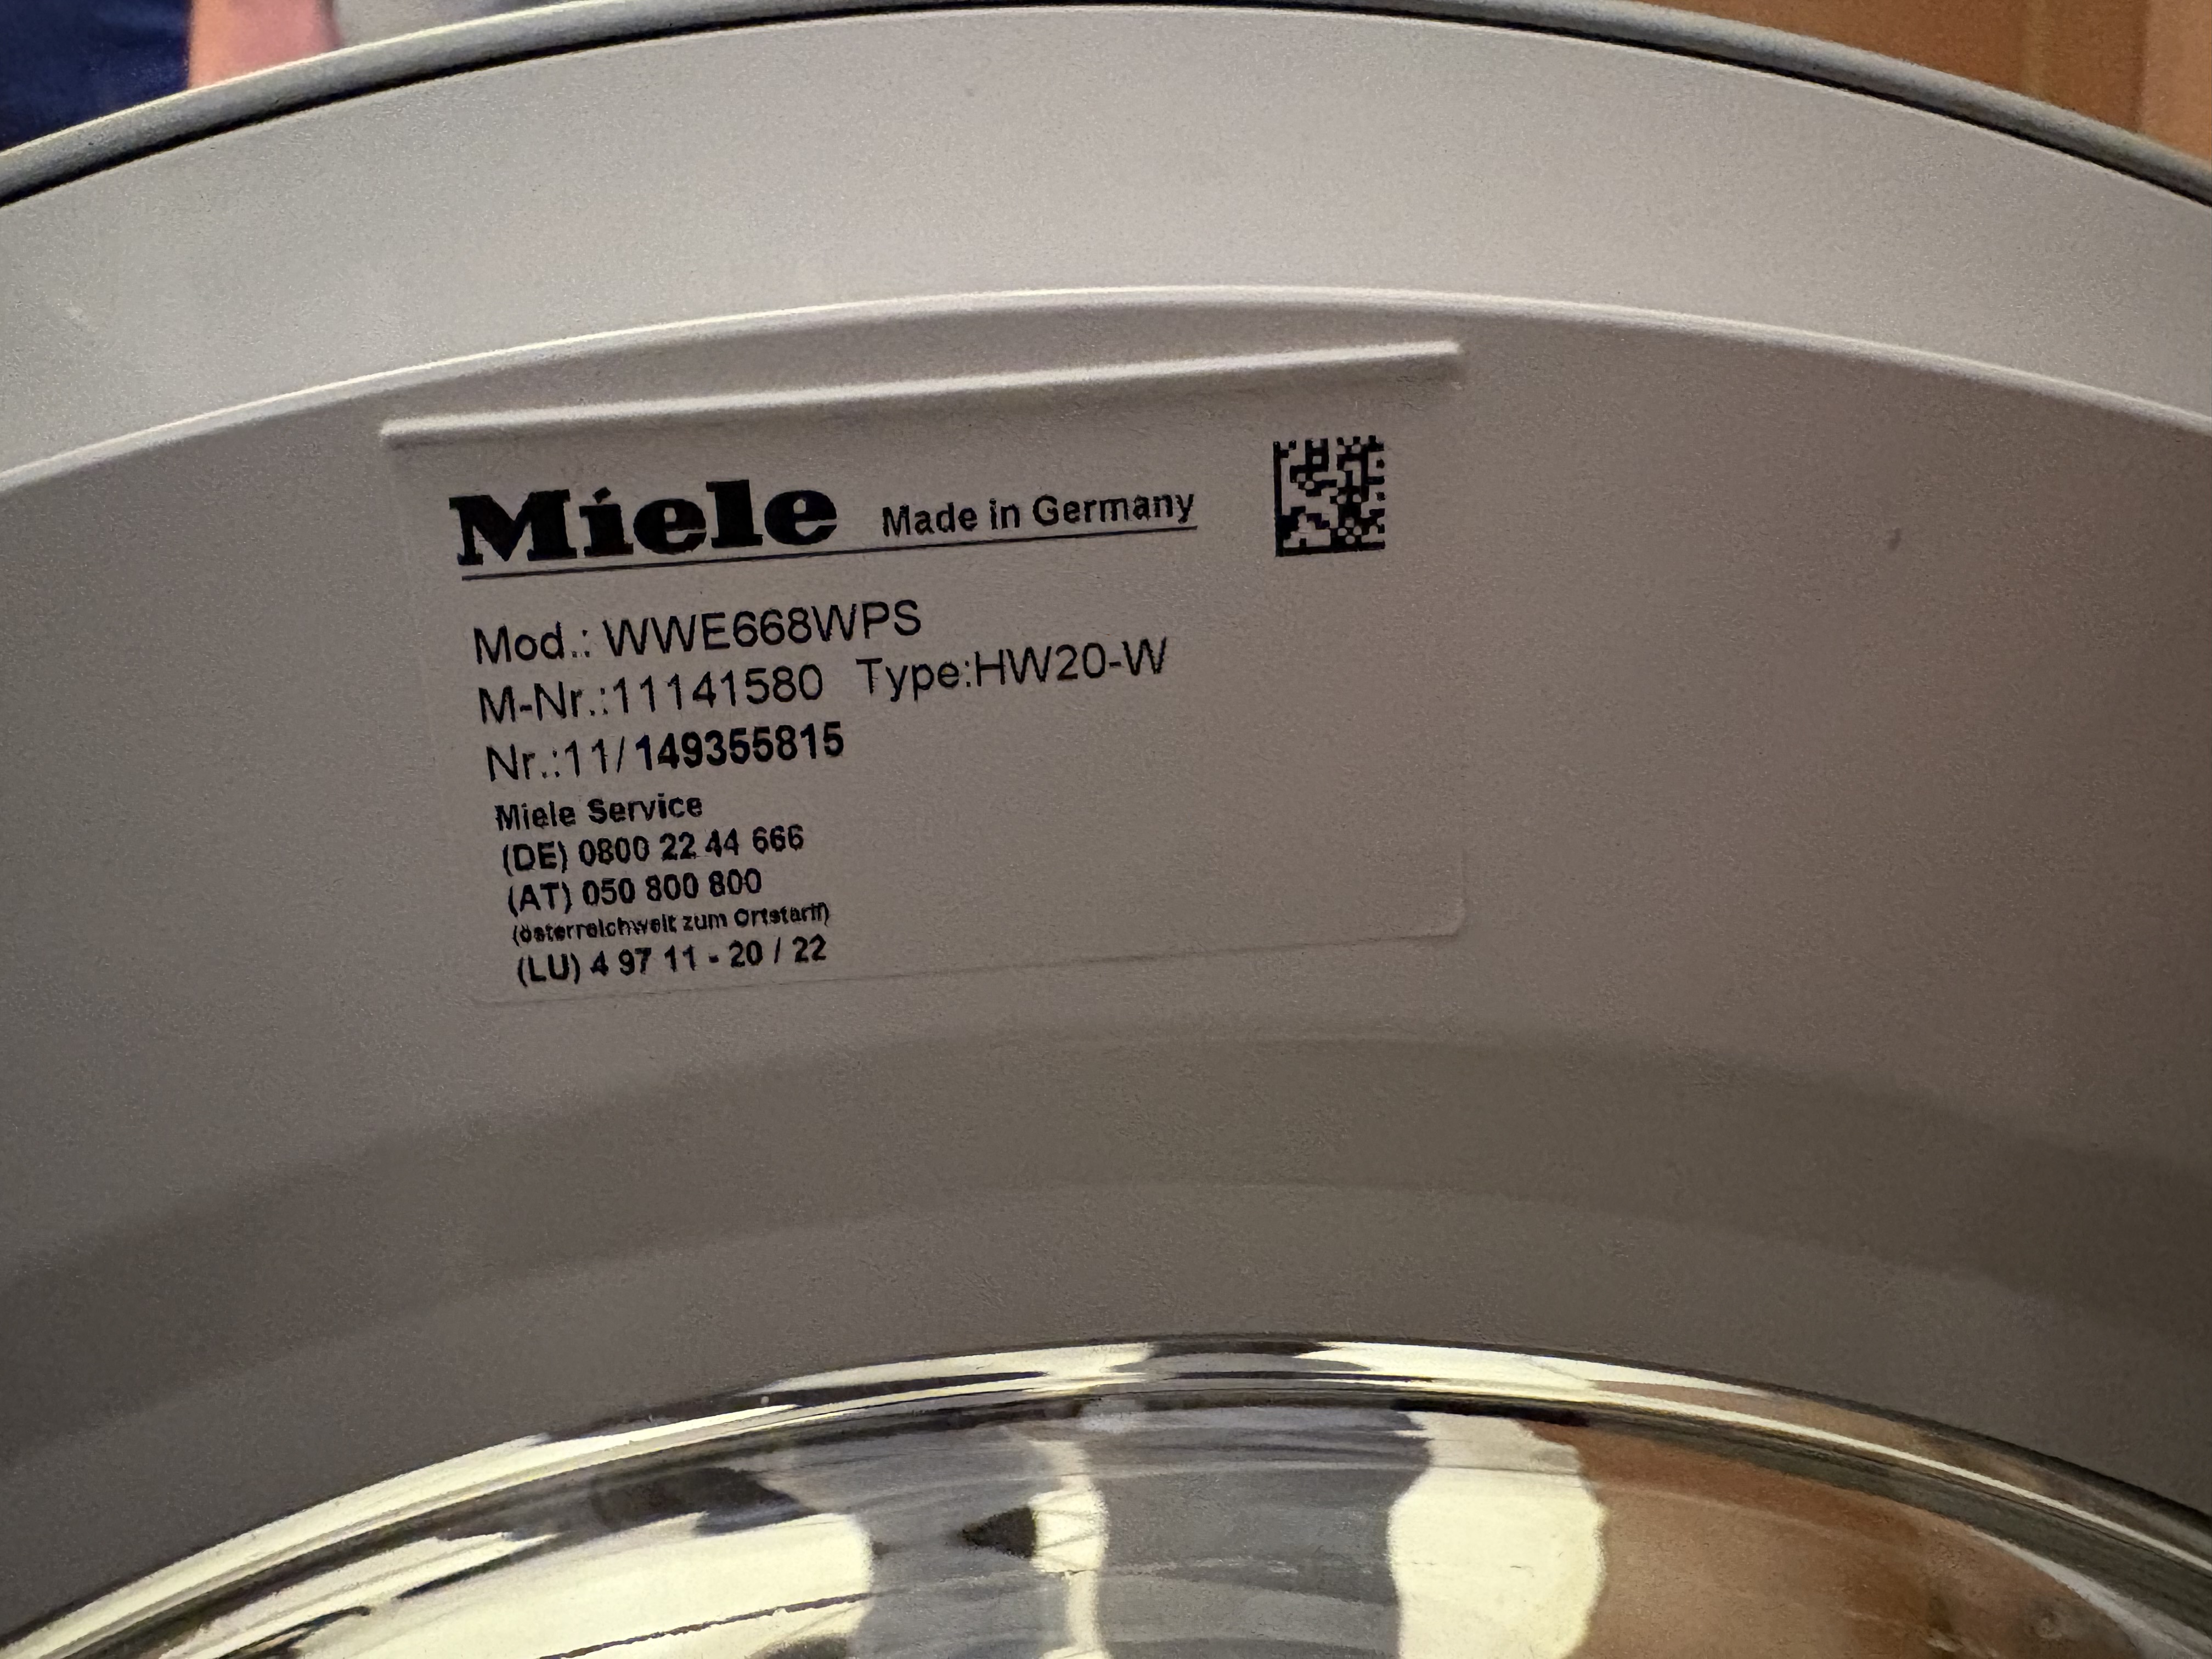 Miele Made in Germany
Mod.: WWE668WPS
M-Nr.:11141580 Type:HW20-W
Nr.:11/149355815
Miele Service
(DE) 0800 22 44 666
(AT) 050 800 800
(österreichweit zum Ortstarif)
(LU) 4 97 11 - 20 / 22